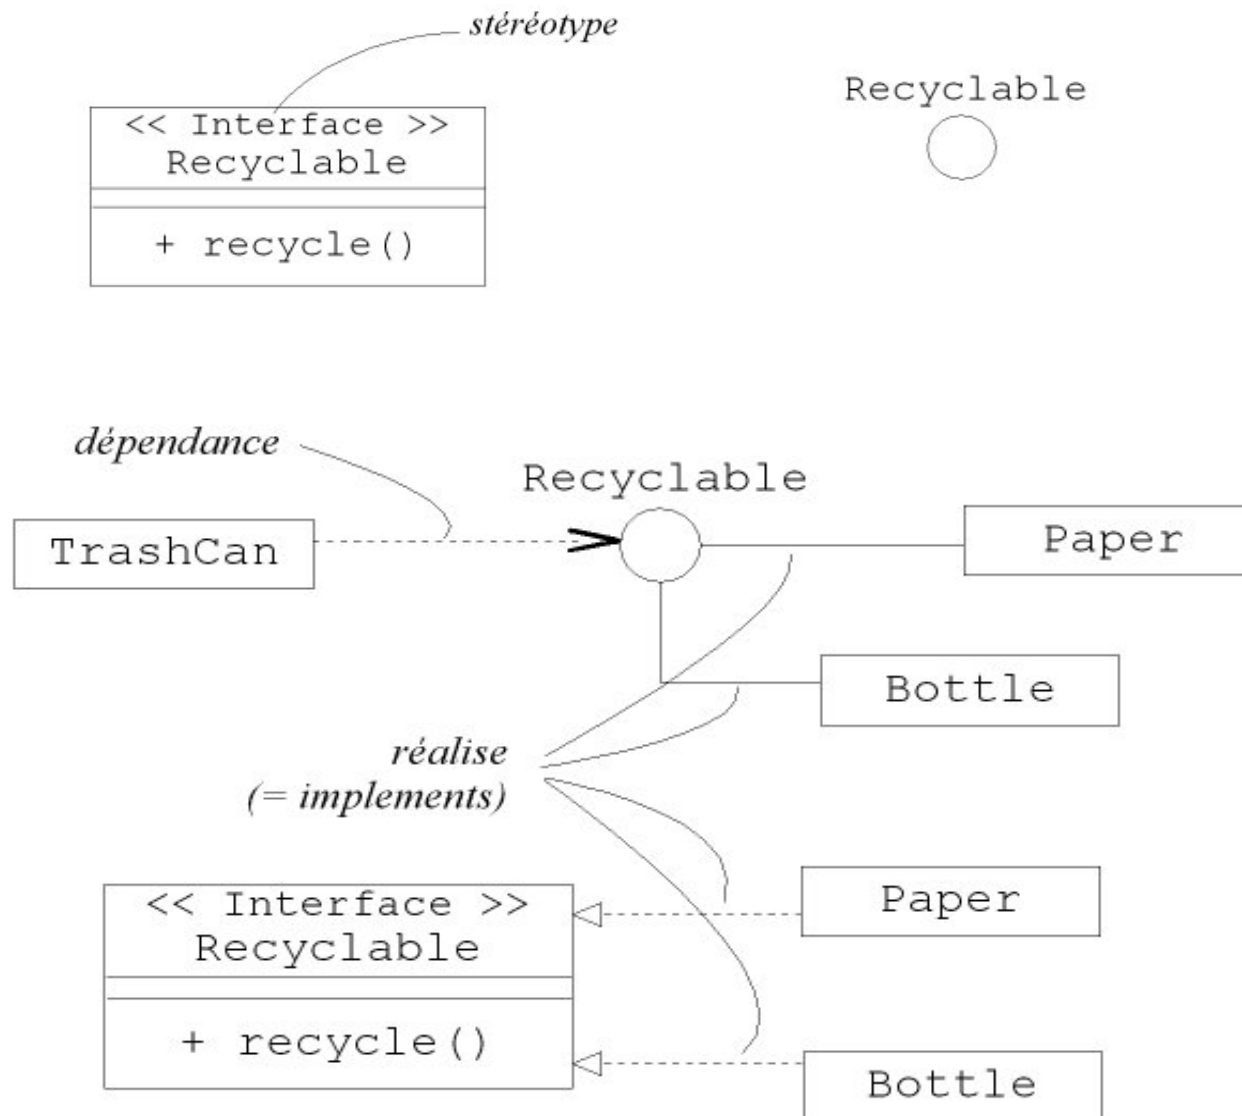 stéréotype
<< Interface >>
Recyclable
+ recycle()
Recyclable
dépendance
TrashCan
Recyclable
Paper
Bottle
réalise
(= implements)
<< Interface >>
Recyclable
+ recycle()
Paper
Bottle